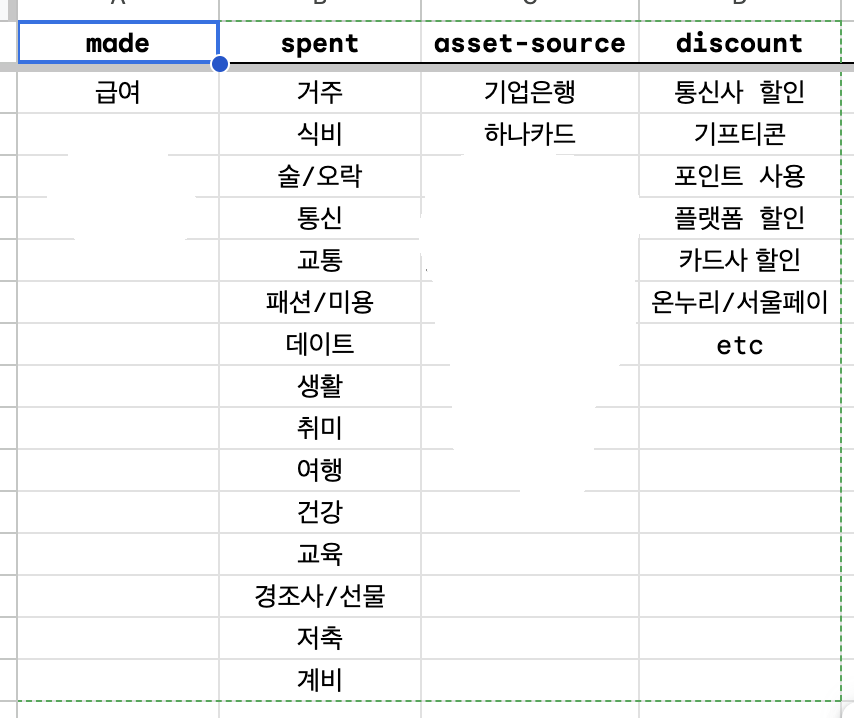 made spent asset-source discount
급여 거주 기업은행 통신사 할인
식비 하나카드 기프티콘
술/오락 포인트 사용
통신 플랫폼 할인
교통 카드사 할인
패션/미용 온누리/서울페이
데이트 etc
생활
취미
여행
건강
교육
경조사/선물
저축
계비